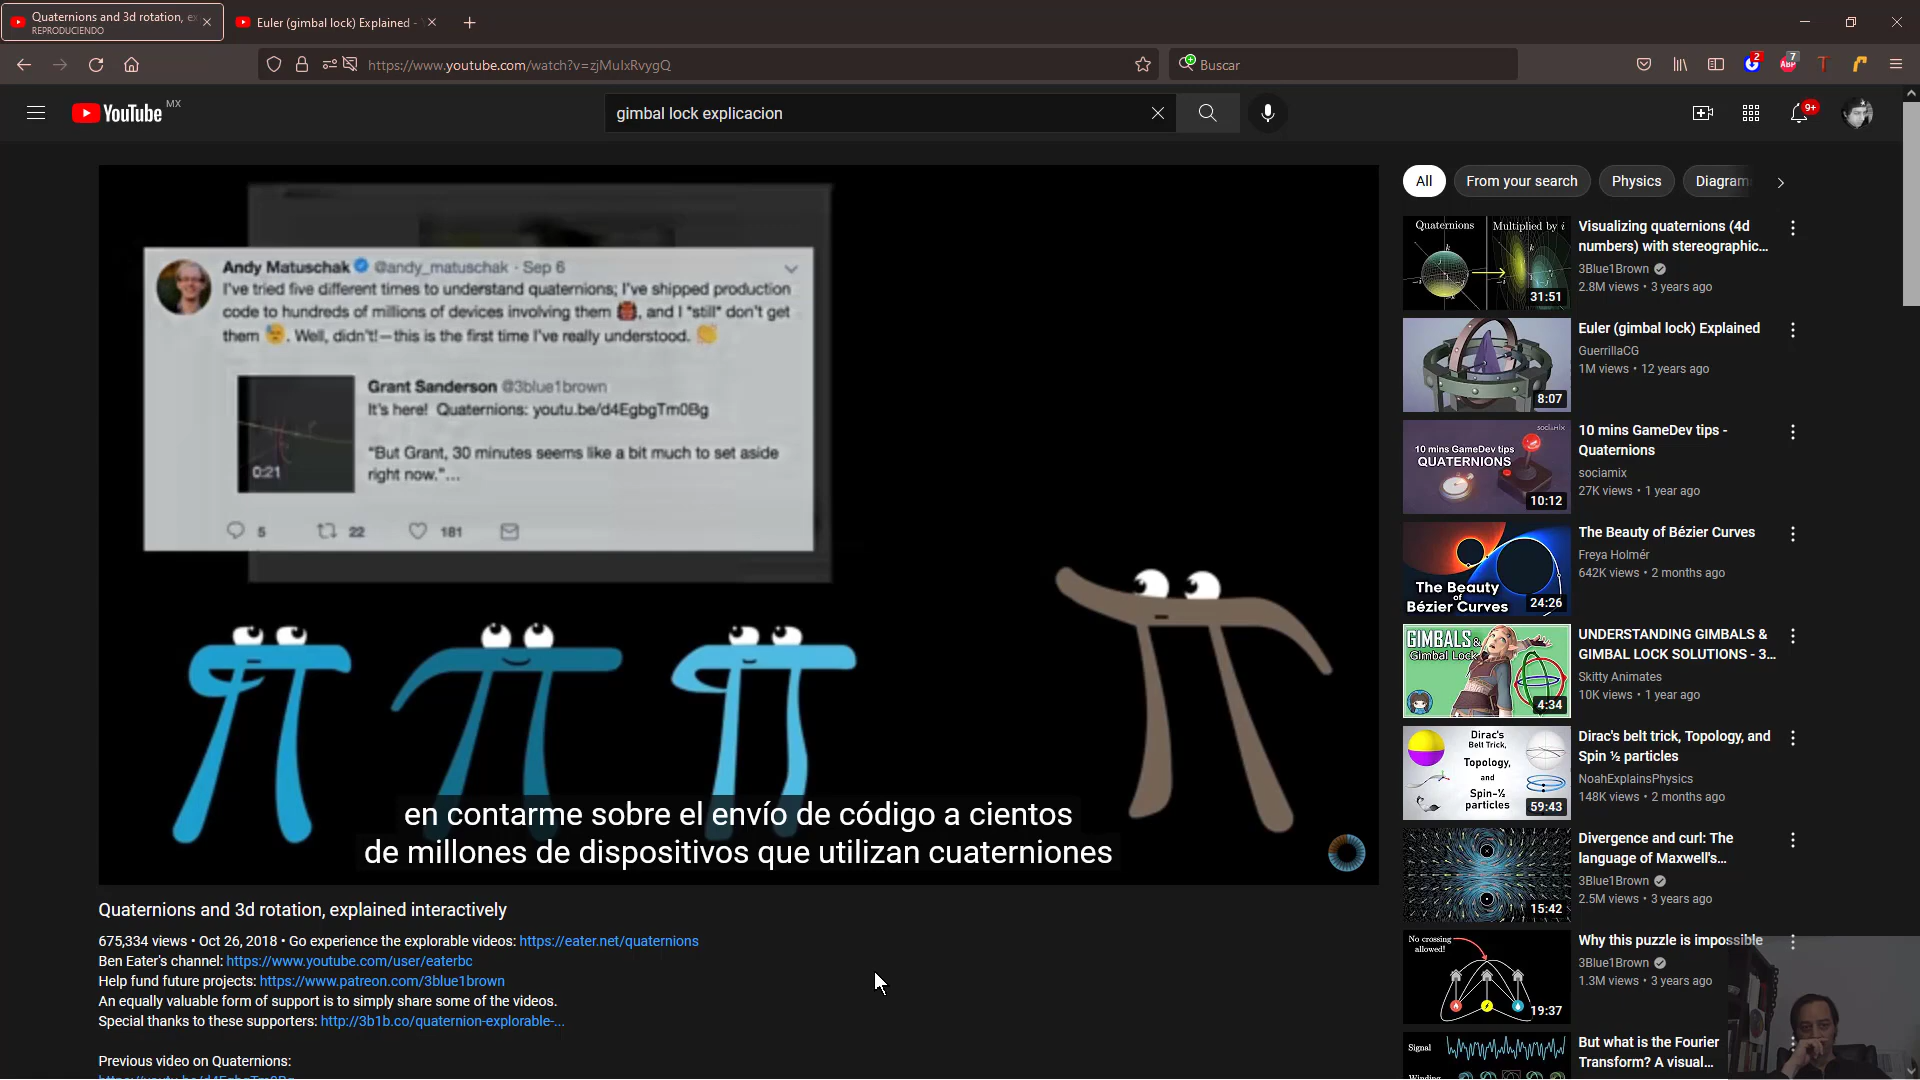 Quaternions and 3d rotation, e
REPRODUCIENDO
Euler (gimbal lock) Explained -
https://www.youtube.com/watch?v=zjMuIxRvygQ
Buscar
2
ABP
7
YouTube MX
gimbal lock explicacion
9+
Andy Matuschak @andy_matuschak · Sep 6
I've tried five different times to understand quaternions; I've shipped production
code to hundreds of millions of devices involving them , and I *still* don't get
them . Well, didn't!—this is the first time I've really understood.
Grant Sanderson @3blue1brown
It's here! Quaternions: youtu.be/d4EgbgTm0Bg
"But Grant, 30 minutes seems like a bit much to set aside
right now."...
0:21
5 22 181
en contarme sobre el envío de código a cientos
de millones de dispositivos que utilizan cuaterniones
Quaternions and 3d rotation, explained interactively
675,334 views • Oct 26, 2018 • Go experience the explorable videos: https://eater.net/quaternions
Ben Eater's channel: https://www.youtube.com/user/eaterbc
Help fund future projects: https://www.patreon.com/3blue1brown
An equally valuable form of support is to simply share some of the videos.
Special thanks to these supporters: http://3b1b.co/quaternion-explorable-...
Previous video on Quaternions:
All
From your search
Physics
Diagram
Quaternions
Multiplied by i
31:51
Visualizing quaternions (4d
numbers) with stereographic...
3Blue1Brown
2.8M views • 3 years ago
8:07
Euler (gimbal lock) Explained
GuerrillaCG
1M views • 12 years ago
sociamix
10 mins GameDev tips
QUATERNIONS
10:12
10 mins GameDev tips -
Quaternions
sociamix
27K views • 1 year ago
The Beauty
of
Bézier Curves
24:26
The Beauty of Bézier Curves
Freya Holmér
642K views • 2 months ago
GIMBALS &
Gimbal Lock
4:34
UNDERSTANDING GIMBALS &
GIMBAL LOCK SOLUTIONS - 3...
Skitty Animates
10K views • 1 year ago
Dirac's
Belt Trick,
Topology,
and
Spin-½
particles
59:43
Dirac's belt trick, Topology, and
Spin ½ particles
NoahExplainsPhysics
148K views • 2 months ago
15:42
Divergence and curl: The
language of Maxwell's...
3Blue1Brown
2.5M views • 3 years ago
No crossing
allowed!
19:37
Why this puzzle is impossible
3Blue1Brown
1.3M views • 3 years ago
Signal
But what is the Fourier
Transform? A visual...